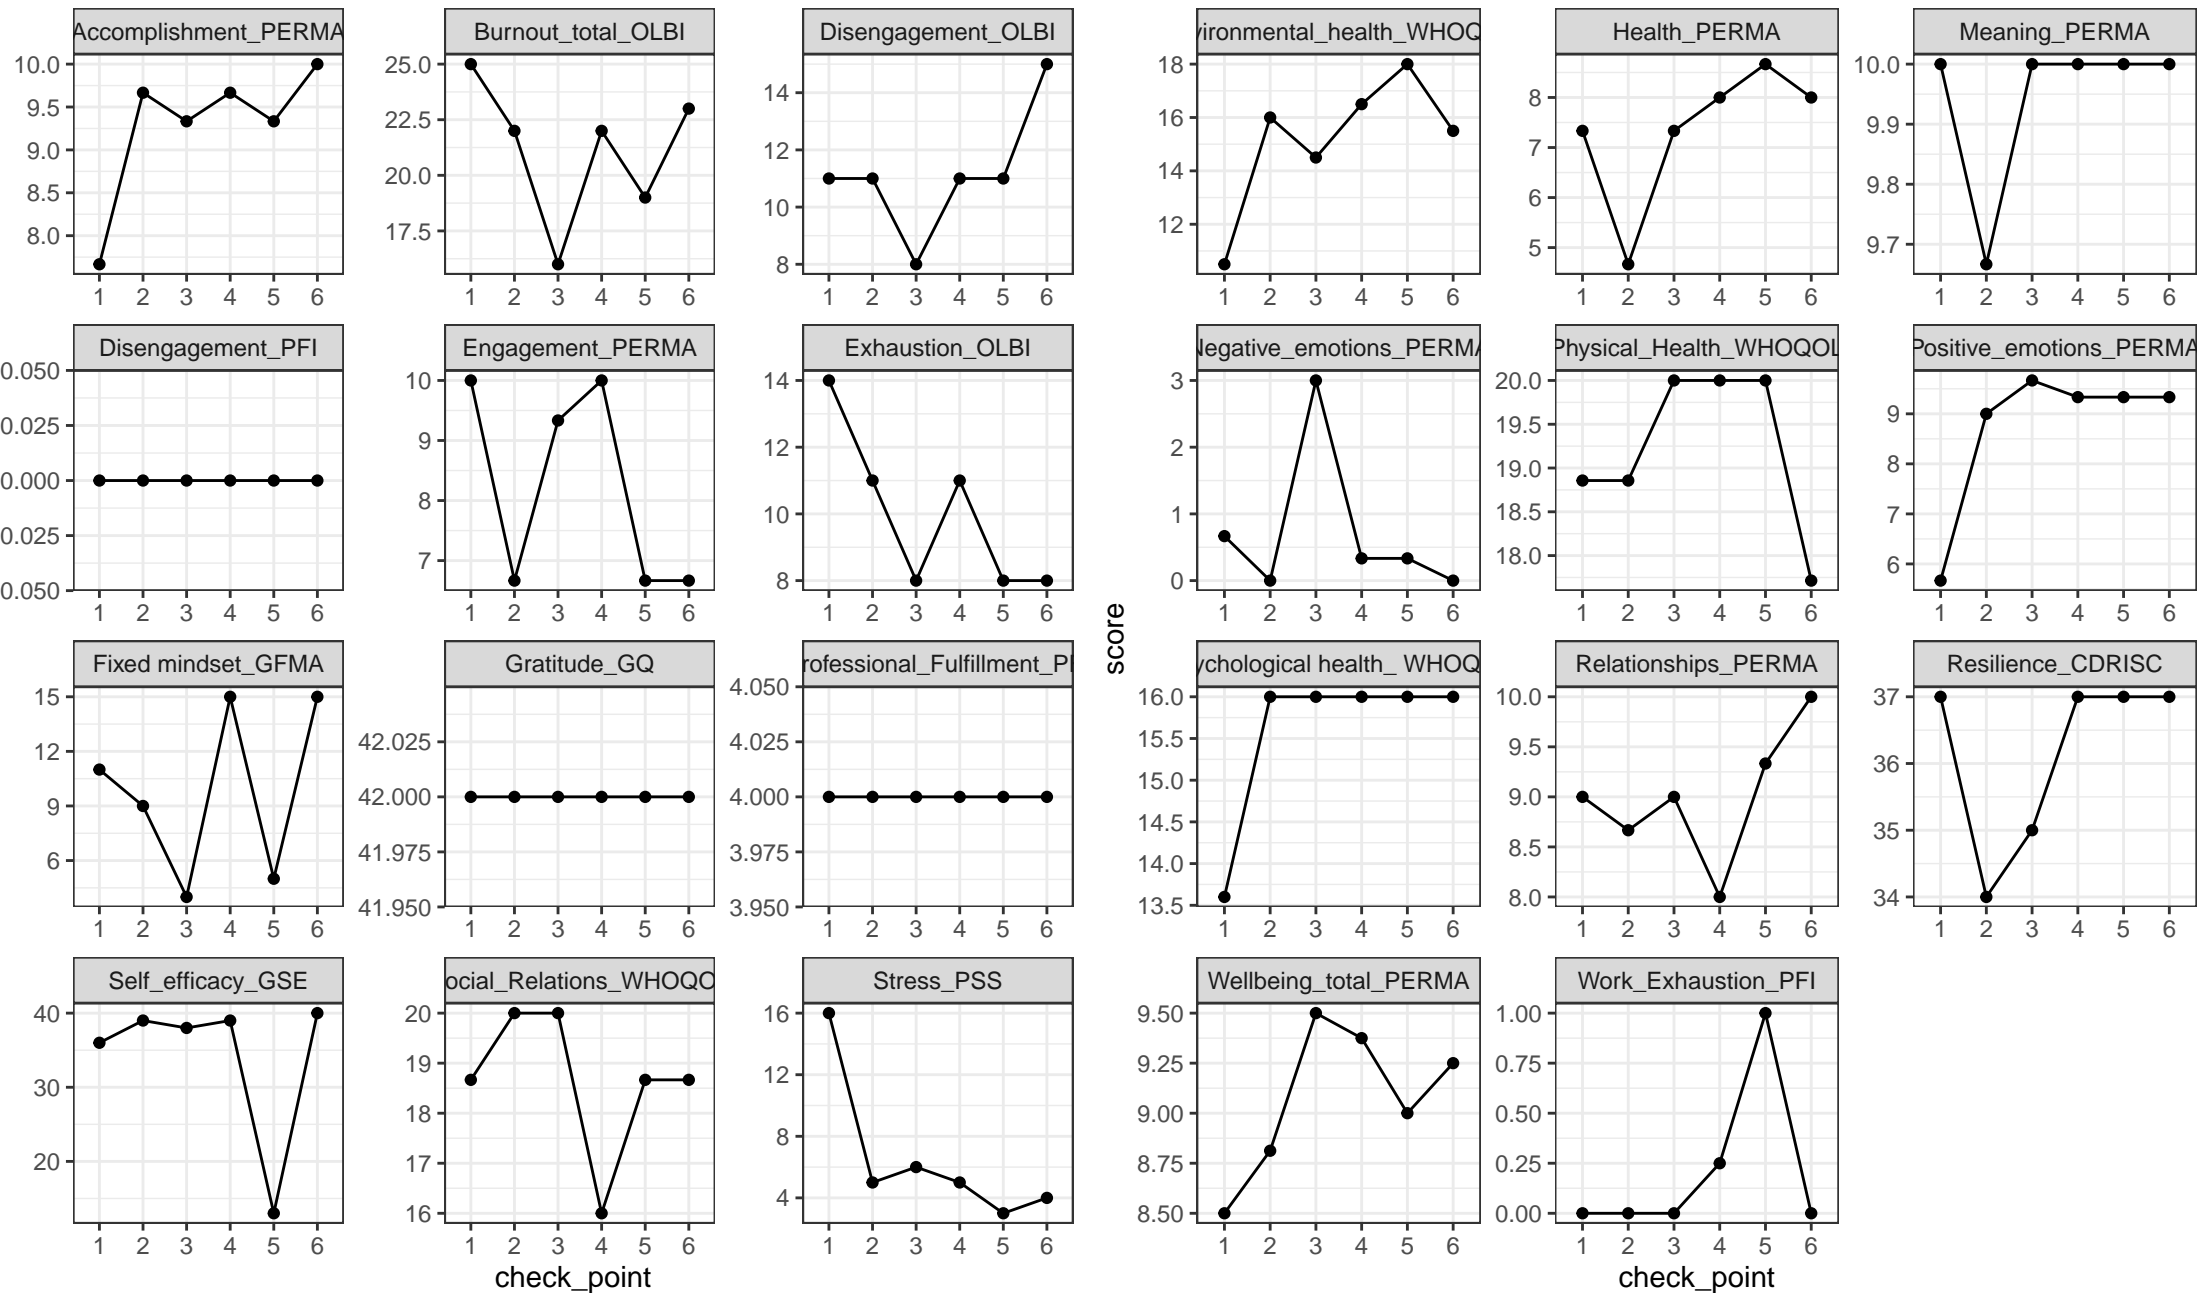 Accomplishment_PERMA Burnout_total_OLBI Disengagement_OLBI
10.0 9.5 9.0 8.5 8.0
25.0 22.5 20.0 17.5
14 12 10 8
1 2 3 4 5 6 1 2 3 4 5 6 1 2 3 4 5 6
Disengagement_PFI Engagement_PERMA Exhaustion_OLBI
0.050 0.025 0.000 0.025 0.050
10 9 8 7
14 12 10 8
1 2 3 4 5 6 1 2 3 4 5 6 1 2 3 4 5 6
Fixed mindset_GFMA Gratitude_GQ rofessional_Fulfillment_PI
15 12 9 6
42.025 42.000 41.975 41.950
4.050 4.025 4.000 3.975 3.950
1 2 3 4 5 6 1 2 3 4 5 6 1 2 3 4 5 6
Self_efficacy_GSE ocial_Relations_WHOQO Stress_PSS
40 30 20
20 19 18 17 16
16 12 8 4
1 2 3 4 5 6 1 2 3 4 5 6 1 2 3 4 5 6
check_point
score
vironmental_health_WHOQ Health_PERMA Meaning_PERMA
18 16 14 12
8 7 6 5
10.0 9.9 9.8 9.7
1 2 3 4 5 6 1 2 3 4 5 6 1 2 3 4 5 6
Negative_emotions_PERMA Physical_Health_WHOQOL Positive_emotions_PERMA
3 2 1 0
20.0 19.5 19.0 18.5 18.0
9 8 7 6
1 2 3 4 5 6 1 2 3 4 5 6 1 2 3 4 5 6
ychological health_ WHOQ Relationships_PERMA Resilience_CDRISC
16.0 15.5 15.0 14.5 14.0 13.5
10.0 9.5 9.0 8.5 8.0
37 36 35 34
1 2 3 4 5 6 1 2 3 4 5 6 1 2 3 4 5 6
Wellbeing_total_PERMA Work_Exhaustion_PFI
9.50 9.25 9.00 8.75 8.50
1.00 0.75 0.50 0.25 0.00
1 2 3 4 5 6 1 2 3 4 5 6
check_point